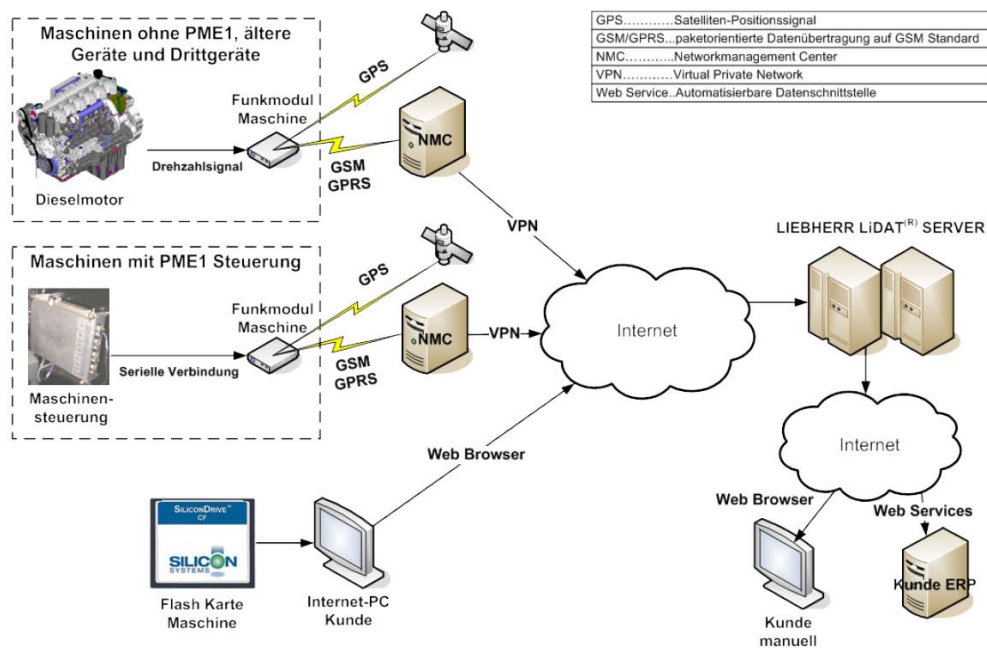 Maschinen ohne PME1, ältere
Geräte und Drittgeräte
Dieselmotor
Drehzahlsignal
Funkmodul
Maschine
GPS
GSM
GPRS
NMC
VPN
GPS............Satelliten-Positionssignal
GSM/GPRS...paketorientierte Datenübertragung auf GSM Standard
NMC............Networkmanagement Center
VPN............Virtual Private Network
Web Service..Automatisierbare Datenschnittstelle
Maschinen mit PME1 Steuerung
Maschinen-
steuerung
Serielle Verbindung
Funkmodul
Maschine
GPS
GSM
GPRS
NMC
VPN
Internet
LIEBHERR LiDAT(R) SERVER
Internet
Web Browser
Web Services
Kunde
manuell
Kunde ERP
SILICONDRIVE™
CF
SILICON
SYSTEMS
Flash Karte
Maschine
Internet-PC
Kunde
Web Browser